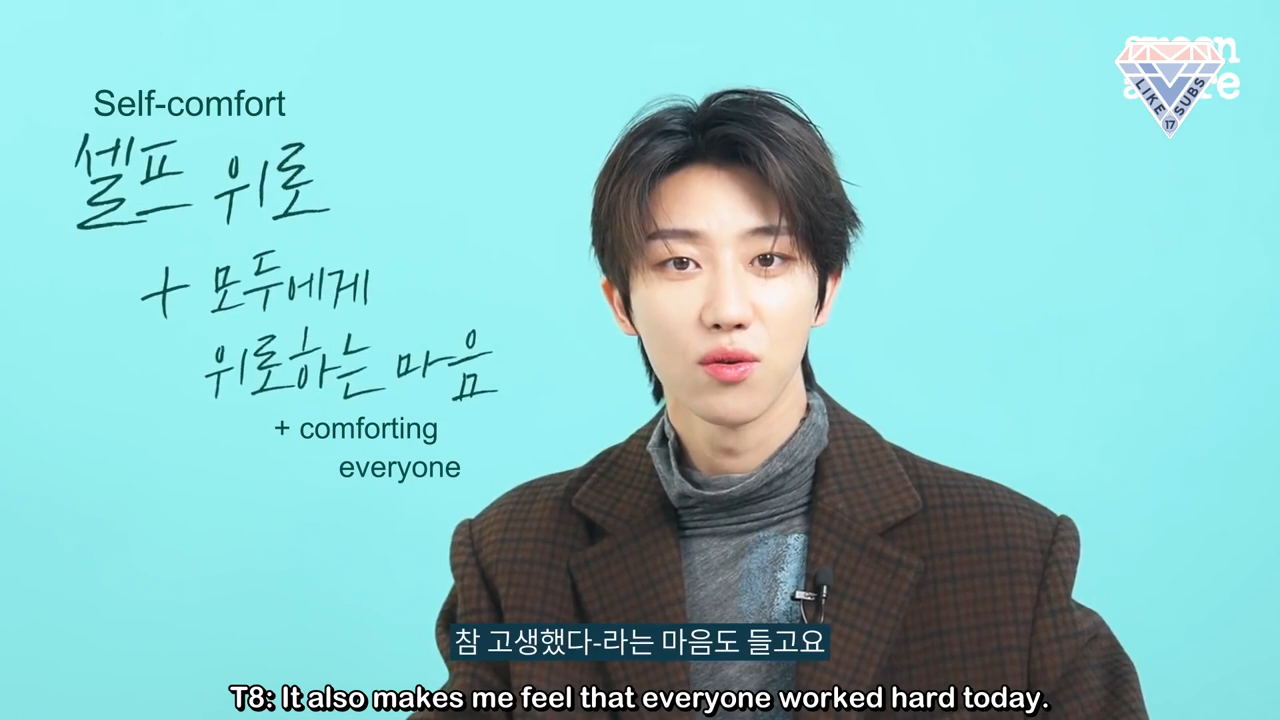 Self-comfort
셀프 위로
+ 모두에게
위로하는 마음
+ comforting
everyone
LIKE 17 SUBS
참 고생했다-라는 마음도 들고요
T8: It also makes me feel that everyone worked hard today.